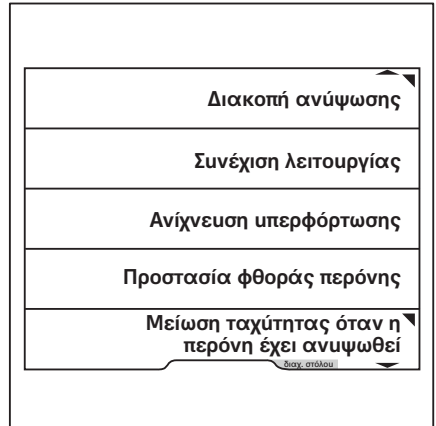 Διακοπή ανύψωσης
Συνέχιση λειτουργίας
Ανίχνευση υπερφόρτωσης
Προστασία φθοράς περόνης
Μείωση ταχύτητας όταν η
περόνη έχει ανυψωθεί
διαχ. στόλου